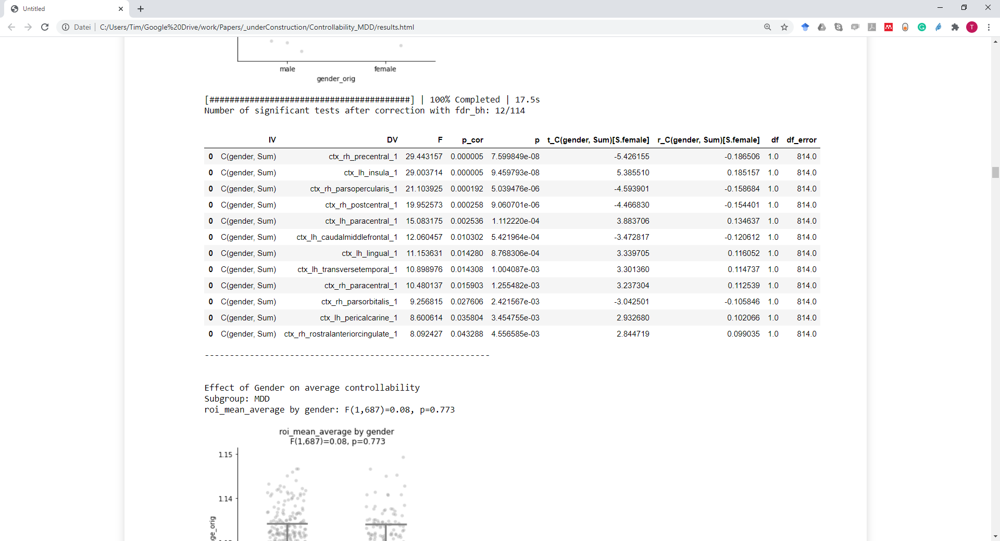 Untitled
Datei
C:/Users/Tim/Google%20Drive/work/Papers/_underConstruction/Controllability_MDD/results.html
T
male female
gender_orig
[########################################] | 100% Completed | 17.5s
Number of significant tests after correction with fdr_bh: 12/114
IV DV F p_cor p t_C(gender, Sum)[S.female] r_C(gender, Sum)[S.female] df df_error
0 C(gender, Sum) ctx_rh_precentral_1 29.443157 0.000005 7.599849e-08 -5.426155 -0.186506 1.0 814.0
0 C(gender, Sum) ctx_lh_insula_1 29.003714 0.000005 9.459793e-08 5.385510 0.185157 1.0 814.0
0 C(gender, Sum) ctx_rh_parsopercularis_1 21.103925 0.000192 5.039476e-06 -4.593901 -0.158684 1.0 814.0
0 C(gender, Sum) ctx_rh_postcentral_1 19.952573 0.000258 9.060701e-06 -4.466830 -0.154401 1.0 814.0
0 C(gender, Sum) ctx_lh_paracentral_1 15.083175 0.002536 1.112220e-04 3.883706 0.134637 1.0 814.0
0 C(gender, Sum) ctx_lh_caudalmiddlefrontal_1 12.060457 0.010302 5.421964e-04 -3.472817 -0.120612 1.0 814.0
0 C(gender, Sum) ctx_lh_lingual_1 11.153631 0.014280 8.768306e-04 3.339705 0.116052 1.0 814.0
0 C(gender, Sum) ctx_lh_transversetemporal_1 10.898976 0.014308 1.004087e-03 3.301360 0.114737 1.0 814.0
0 C(gender, Sum) ctx_rh_paracentral_1 10.480137 0.015903 1.255482e-03 3.237304 0.112539 1.0 814.0
0 C(gender, Sum) ctx_rh_parsorbitalis_1 9.256815 0.027606 2.421567e-03 -3.042501 -0.105846 1.0 814.0
0 C(gender, Sum) ctx_lh_pericalcarine_1 8.600614 0.035804 3.454755e-03 2.932680 0.102066 1.0 814.0
0 C(gender, Sum) ctx_rh_rostralanteriorcingulate_1 8.092427 0.043288 4.556585e-03 2.844719 0.099035 1.0 814.0
---------------------------------------------------------
Effect of Gender on average controllability
Subgroup: MDD
roi_mean_average by gender: F(1,687)=0.08, p=0.773
roi_mean_average by gender
F(1,687)=0.08, p=0.773
1.15
1.14